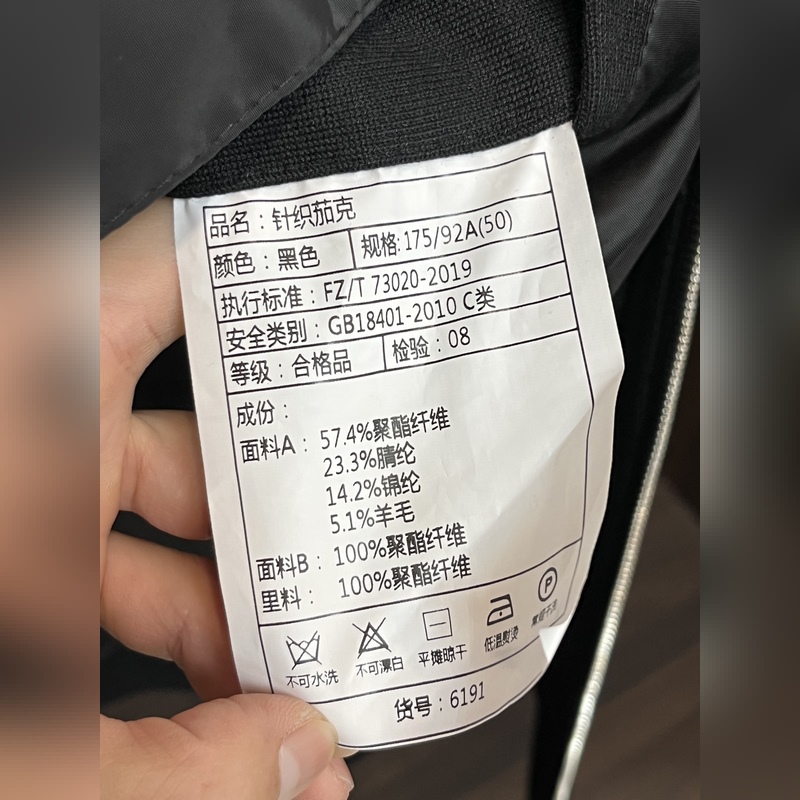 品名：针织茄克
颜色：黑色 规格:175/92A(50)
执行标准：FZ/T 73020-2019
安全类别：GB18401-2010 C类
等级：合格品 检验：08
成份：
面料A：57.4%聚酯纤维
23.3%腈纶
14.2%锦纶
5.1%羊毛
面料B：100%聚酯纤维
里料：100%聚酯纤维
P
不可水洗 不可漂白 平摊晾干 低温熨烫 常规干洗
货号：6191